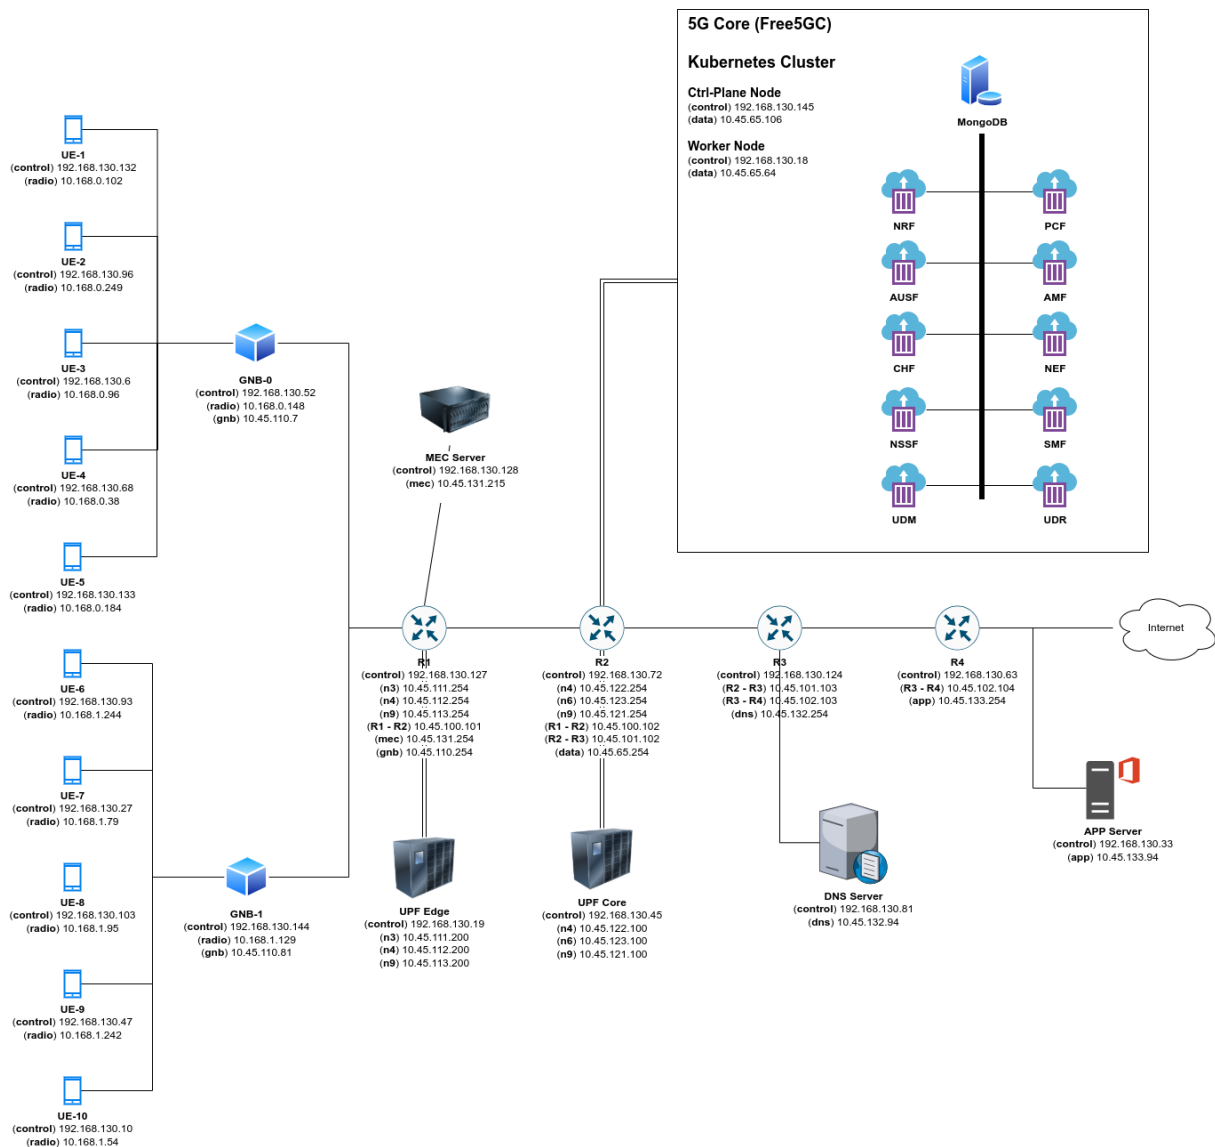 5G Core (Free5GC)
Kubernetes Cluster
Ctrl-Plane Node
(control) 192.168.130.145
(data) 10.45.65.106
Worker Node
(control) 192.168.130.18
(data) 10.45.65.64
MongoDB
NRF
PCF
AUSF
AMF
CHF
NEF
NSSF
SMF
UDM
UDR
UE-1
(control) 192.168.130.132
(radio) 10.168.0.102
UE-2
(control) 192.168.130.96
(radio) 10.168.0.249
UE-3
(control) 192.168.130.6
(radio) 10.168.0.96
UE-4
(control) 192.168.130.68
(radio) 10.168.0.38
UE-5
(control) 192.168.130.133
(radio) 10.168.0.184
UE-6
(control) 192.168.130.93
(radio) 10.168.1.244
UE-7
(control) 192.168.130.27
(radio) 10.168.1.79
UE-8
(control) 192.168.130.103
(radio) 10.168.1.95
UE-9
(control) 192.168.130.47
(radio) 10.168.1.242
UE-10
(control) 192.168.130.10
(radio) 10.168.1.54
GNB-0
(control) 192.168.130.52
(radio) 10.168.0.148
(gnb) 10.45.110.7
GNB-1
(control) 192.168.130.144
(radio) 10.168.1.129
(gnb) 10.45.110.81
MEC Server
(control) 192.168.130.128
(mec) 10.45.131.215
R1
(control) 192.168.130.127
(n3) 10.45.111.254
(n4) 10.45.112.254
(n9) 10.45.113.254
(R1 - R2) 10.45.100.101
(mec) 10.45.131.254
(gnb) 10.45.110.254
R2
(control) 192.168.130.72
(n4) 10.45.122.254
(n6) 10.45.123.254
(n9) 10.45.121.254
(R1 - R2) 10.45.100.102
(R2 - R3) 10.45.101.102
(data) 10.45.65.254
R3
(control) 192.168.130.124
(R2 - R3) 10.45.101.103
(R3 - R4) 10.45.102.103
(dns) 10.45.132.254
R4
(control) 192.168.130.63
(R3 - R4) 10.45.102.104
(app) 10.45.133.254
Internet
UPF Edge
(control) 192.168.130.19
(n3) 10.45.111.200
(n4) 10.45.112.200
(n9) 10.45.113.200
UPF Core
(control) 192.168.130.45
(n4) 10.45.122.100
(n6) 10.45.123.100
(n9) 10.45.121.100
DNS Server
(control) 192.168.130.81
(dns) 10.45.132.94
APP Server
(control) 192.168.130.33
(app) 10.45.133.94